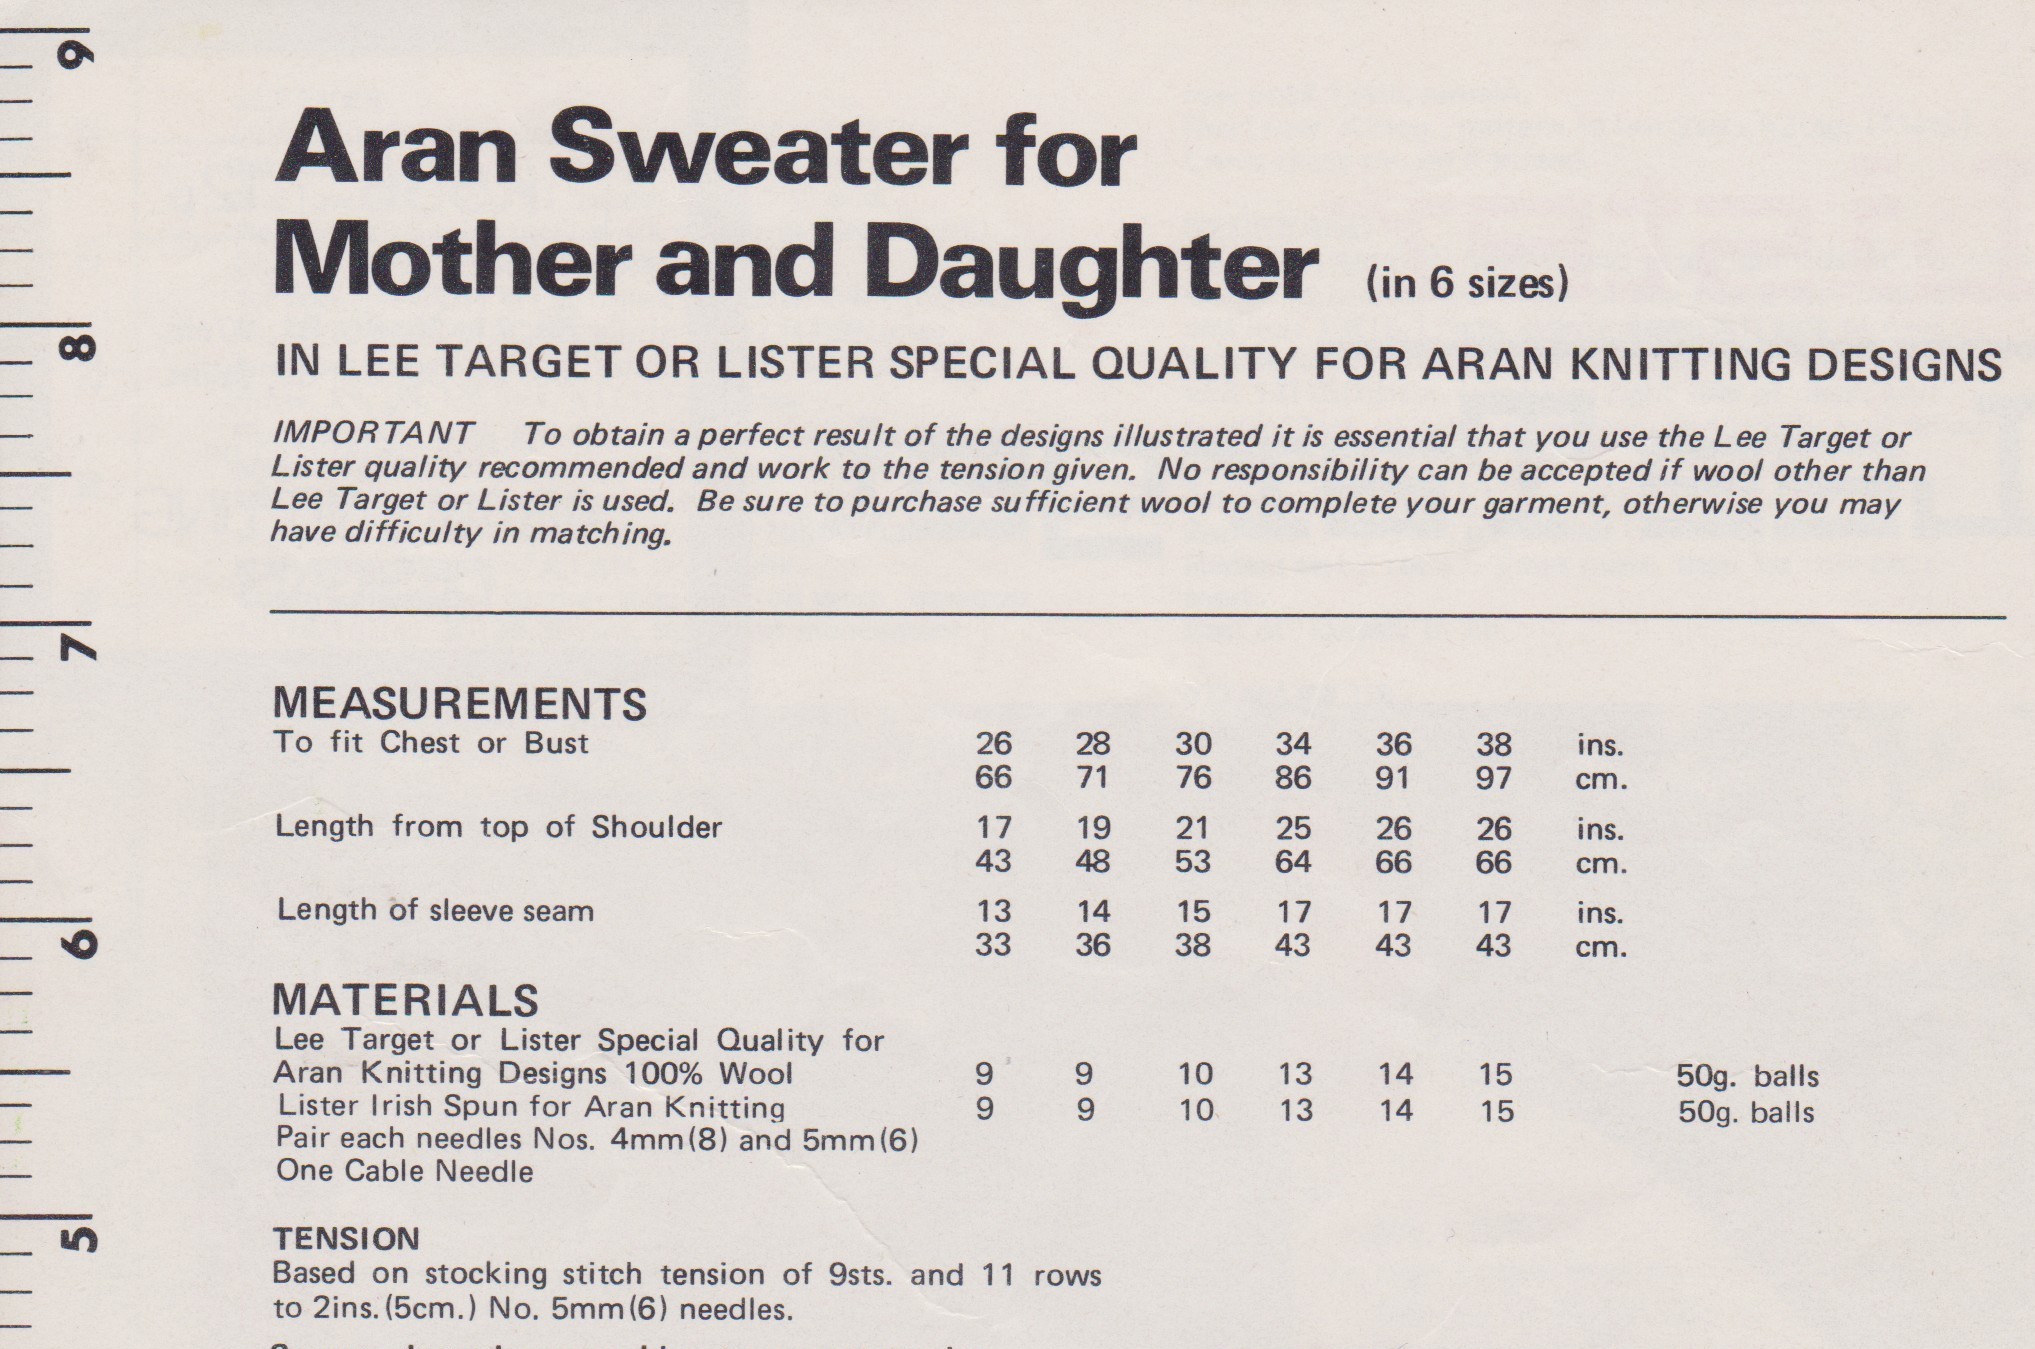 Aran Sweater for
Mother and Daughter (in 6 sizes)
IN LEE TARGET OR LISTER SPECIAL QUALITY FOR ARAN KNITTING DESIGNS
IMPORTANT To obtain a perfect result of the designs illustrated it is essential that you use the Lee Target or
Lister quality recommended and work to the tension given. No responsibility can be accepted if wool other than
Lee Target or Lister is used. Be sure to purchase sufficient wool to complete your garment, otherwise you may
have difficulty in matching.
MEASUREMENTS
To fit Chest or Bust 26 28 30 34 36 38 ins.
66 71 76 86 91 97 cm.
Length from top of Shoulder 17 19 21 25 26 26 ins.
43 48 53 64 66 66 cm.
Length of sleeve seam 13 14 15 17 17 17 ins.
33 36 38 43 43 43 cm.
MATERIALS
Lee Target or Lister Special Quality for
Aran Knitting Designs 100% Wool 9 9 10 13 14 15 50g. balls
Lister Irish Spun for Aran Knitting 9 9 10 13 14 15 50g. balls
Pair each needles Nos. 4mm(8) and 5mm(6)
One Cable Needle
TENSION
Based on stocking stitch tension of 9sts. and 11 rows
to 2ins.(5cm.) No. 5mm(6) needles.
9
8
7
6
5